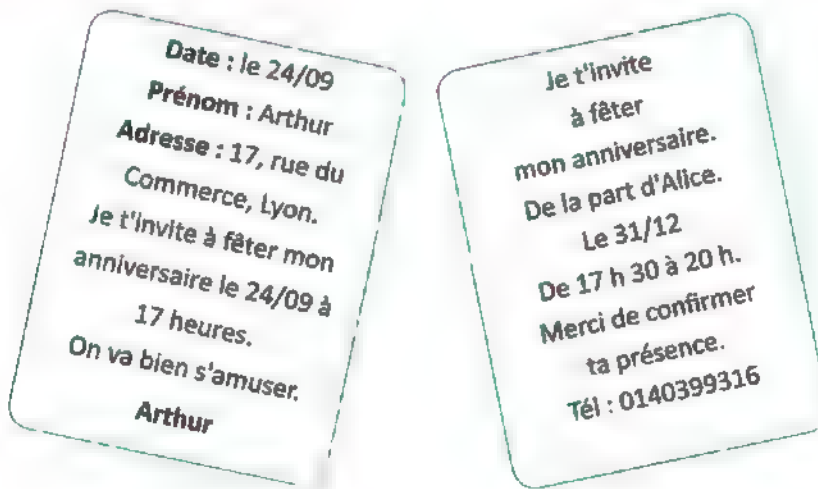 Date : le 24/09
Prénom : Arthur
Adresse : 17, rue du
Commerce, Lyon.
Je t'invite à fêter mon
anniversaire le 24/09 à
17 heures.
On va bien s'amuser.
Arthur
Je t'invite
à fêter
mon anniversaire.
De la part d'Alice.
Le 31/12
De 17 h 30 à 20 h.
Merci de confirmer
ta présence.
Tél : 0140399316